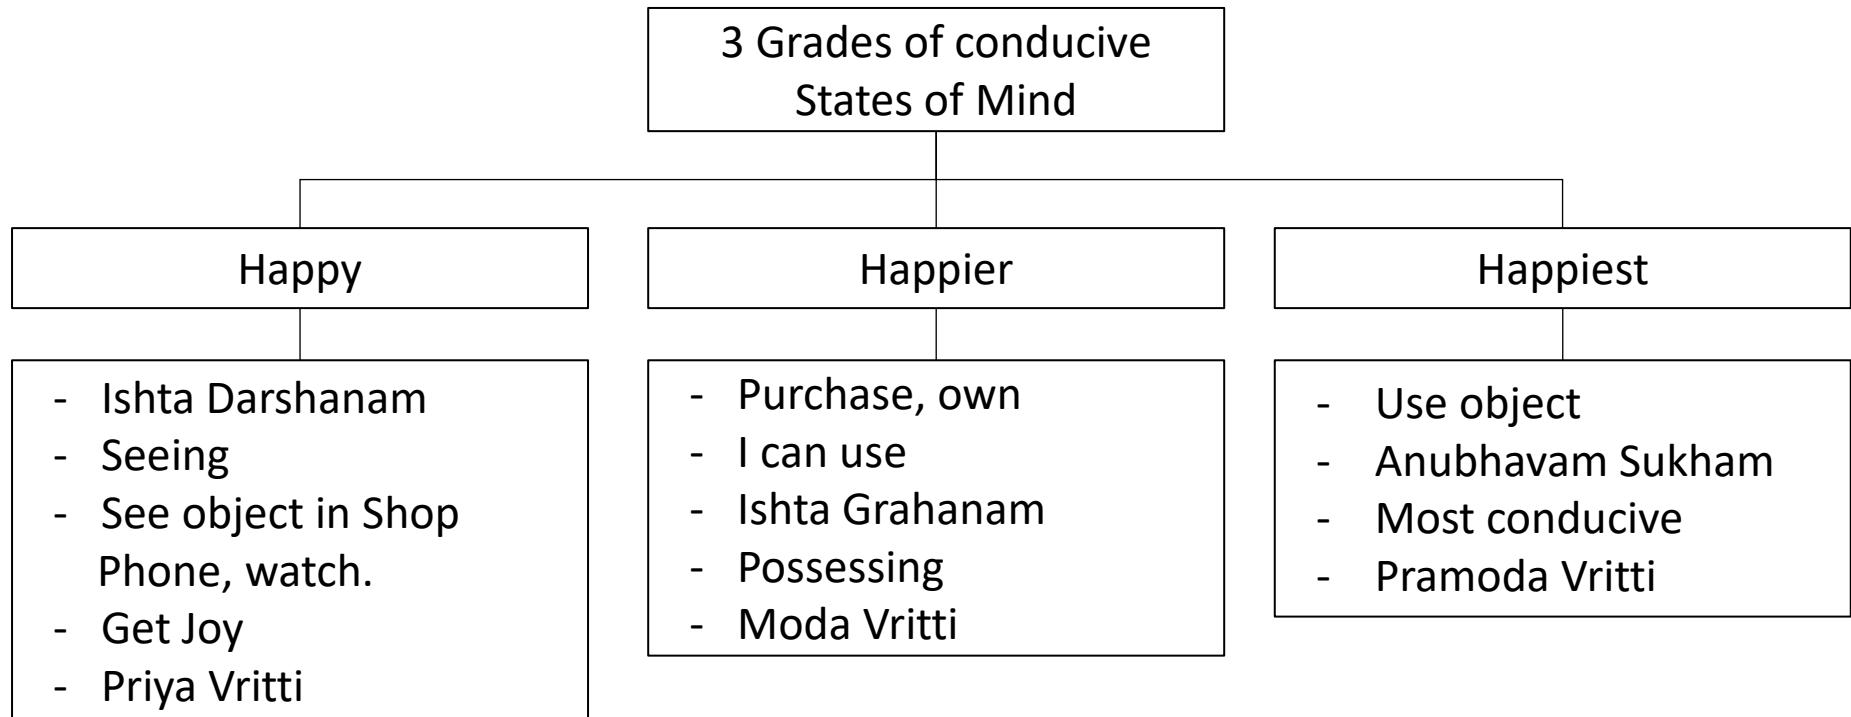 3 Grades of conducive
States of Mind
Happy
- Ishta Darshanam
- Seeing
- See object in Shop
Phone, watch.
- Get Joy
- Priya Vritti
Happier
- Purchase, own
- I can use
- Ishta Grahanam
- Possessing
- Moda Vritti
Happiest
- Use object
- Anubhavam Sukham
- Most conducive
- Pramoda Vritti